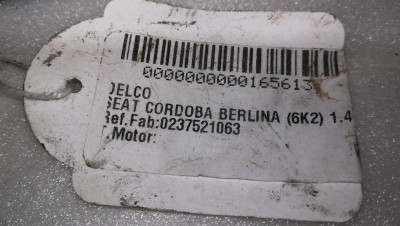 0000000000165613
DELCO
SEAT CORDOBA BERLINA (6K2) 1.4
Ref.Fab:0237521063
T.Motor: